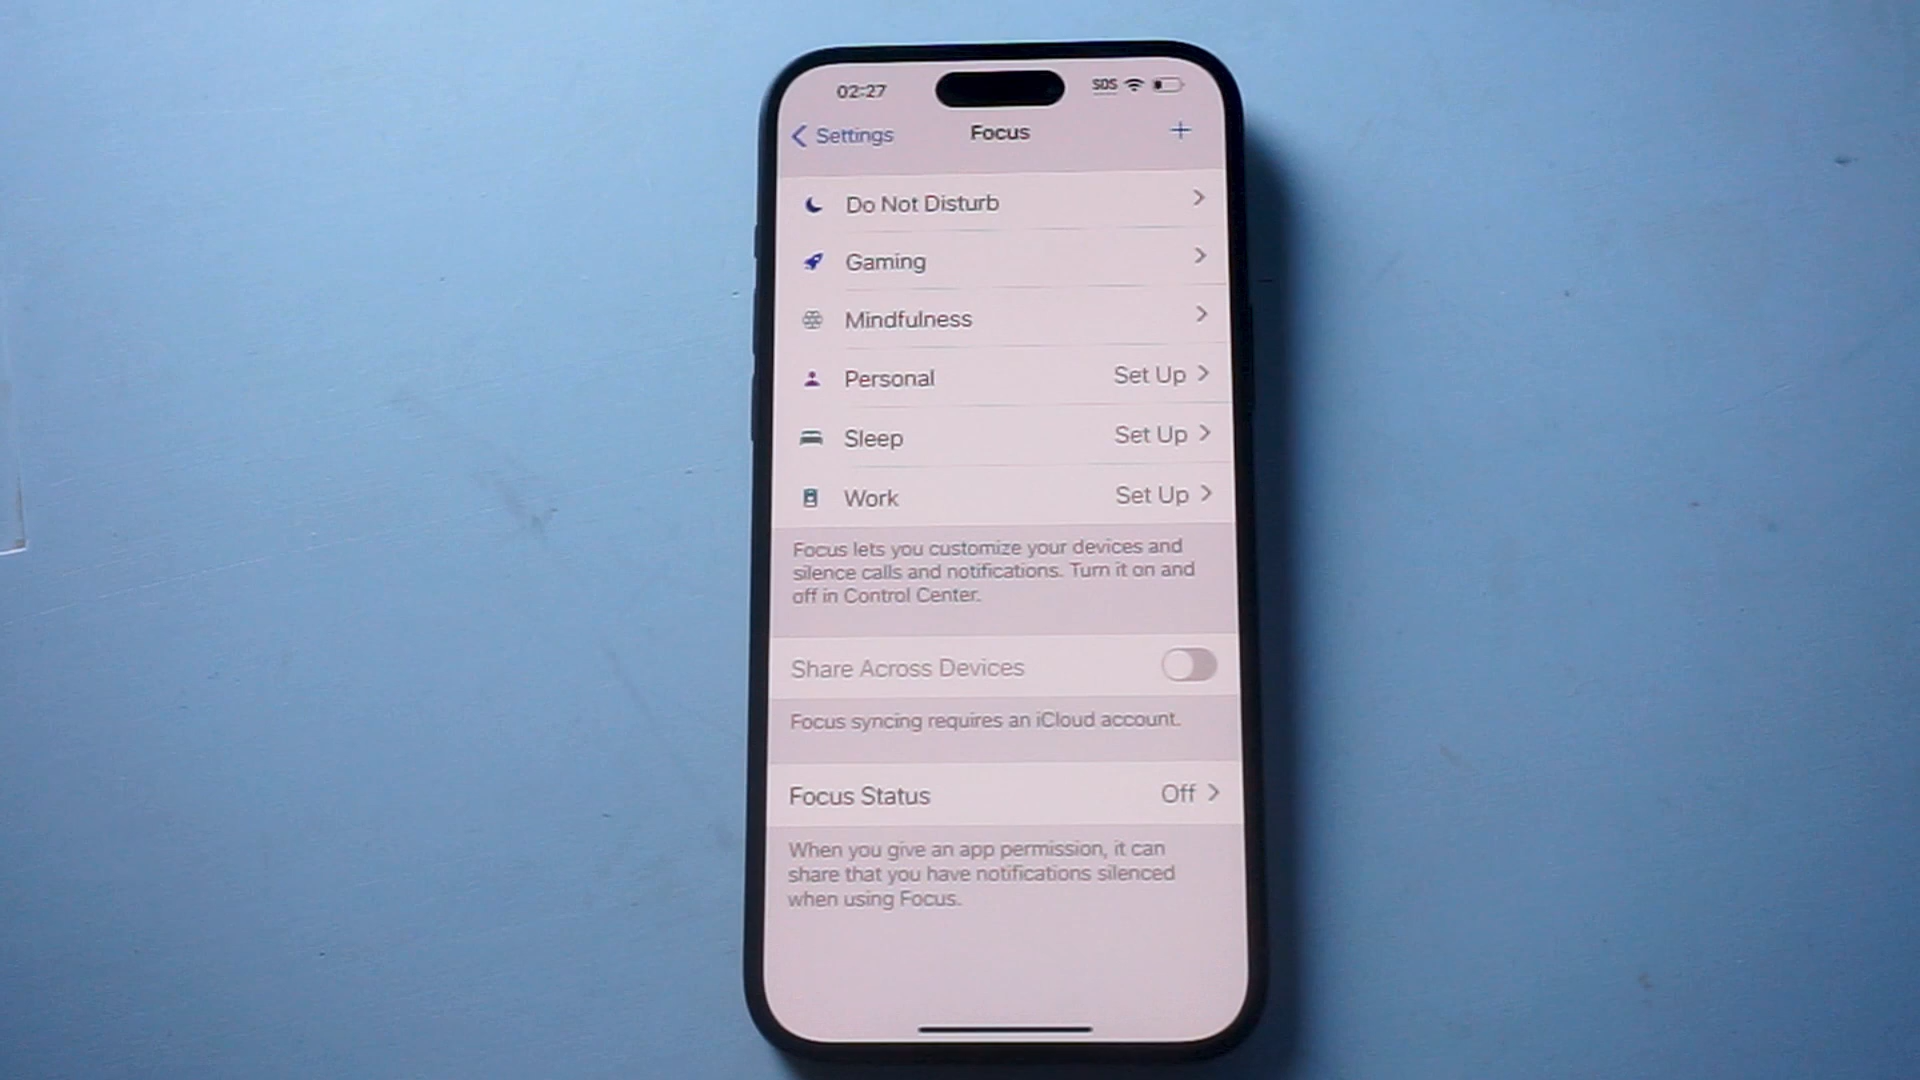 02:27
SOS
Settings
Focus
Do Not Disturb
Gaming
Mindfulness
Personal
Set Up
Sleep
Set Up
Work
Set Up
Focus lets you customize your devices and
silence calls and notifications. Turn it on and
off in Control Center.
Share Across Devices
Focus syncing requires an iCloud account.
Focus Status
Off
When you give an app permission, it can
share that you have notifications silenced
when using Focus.